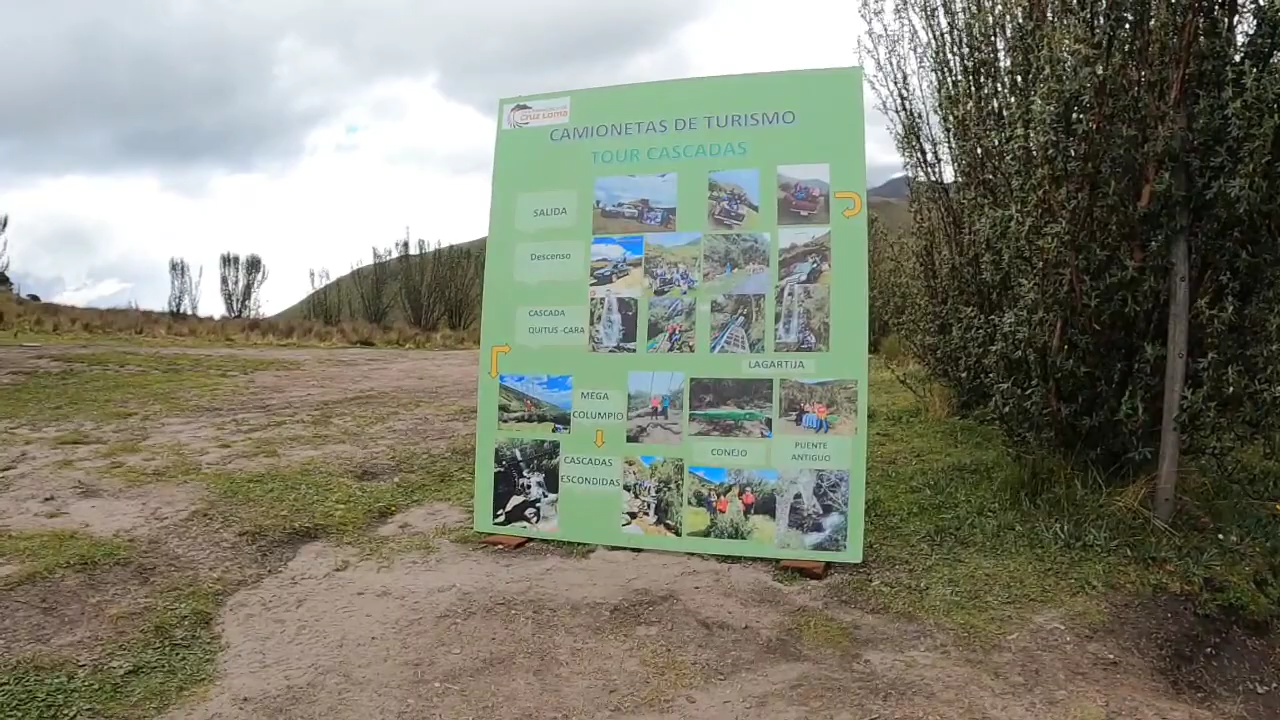 Cruz Loma
CAMIONETAS DE TURISMO
TOUR CASCADAS
SALIDA
Descenso
CASCADA
QUITUS -CARA
LAGARTIJA
MEGA
COLUMPIO
CONEJO
PUENTE
ANTIGUO
CASCADAS
ESCONDIDAS